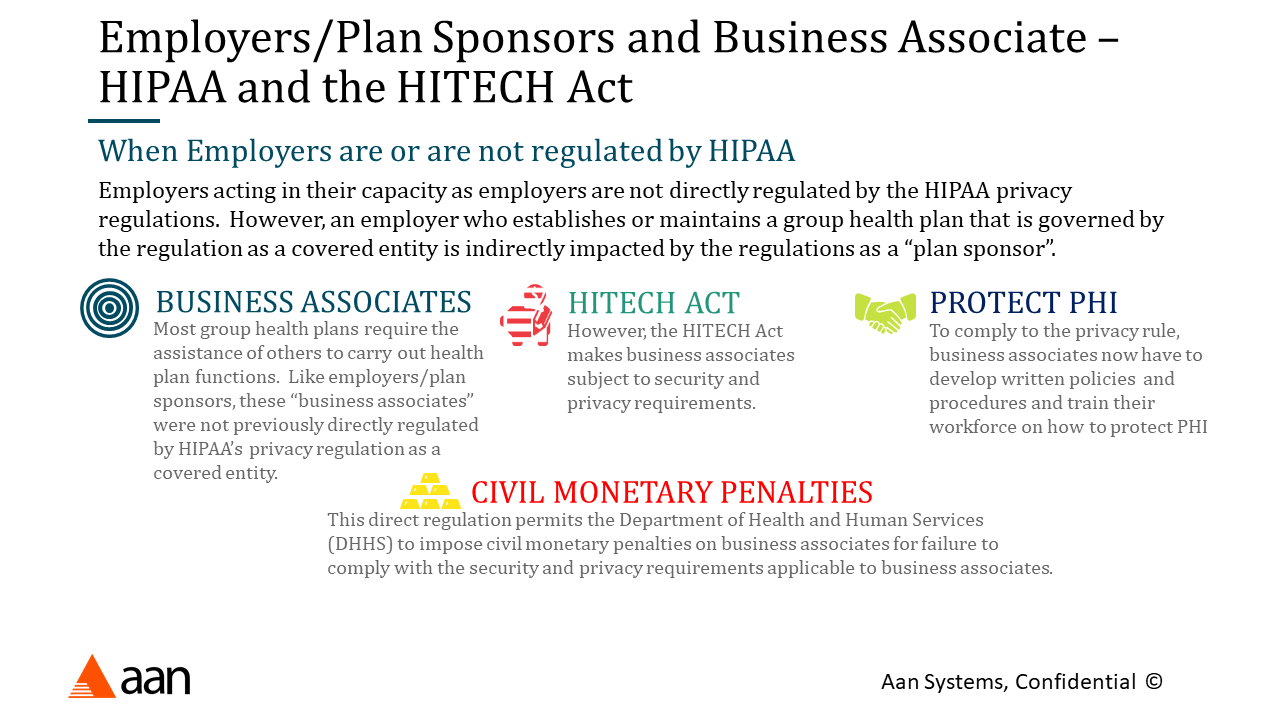 Employers/Plan Sponsors and Business Associate –
HIPAA and the HITECH Act
When Employers are or are not regulated by HIPAA
Employers acting in their capacity as employers are not directly regulated by the HIPAA privacy
regulations.  However, an employer who establishes or maintains a group health plan that is governed by
the regulation as a covered entity is indirectly impacted by the regulations as a “plan sponsor”.
BUSINESS ASSOCIATES
Most group health plans require the
assistance of others to carry out health
plan functions.  Like employers/plan
sponsors, these “business associates”
were not previously directly regulated
by HIPAA’s privacy regulation as a
covered entity.
HITECH ACT
However, the HITECH Act
makes business associates
subject to security and
privacy requirements.
PROTECT PHI
To comply to the privacy rule,
business associates now have to
develop written policies and
procedures and train their
workforce on how to protect PHI
CIVIL MONETARY PENALTIES
This direct regulation permits the Department of Health and Human Services
(DHHS) to impose civil monetary penalties on business associates for failure to
comply with the security and privacy requirements applicable to business associates.
aan
Aan Systems, Confidential ©